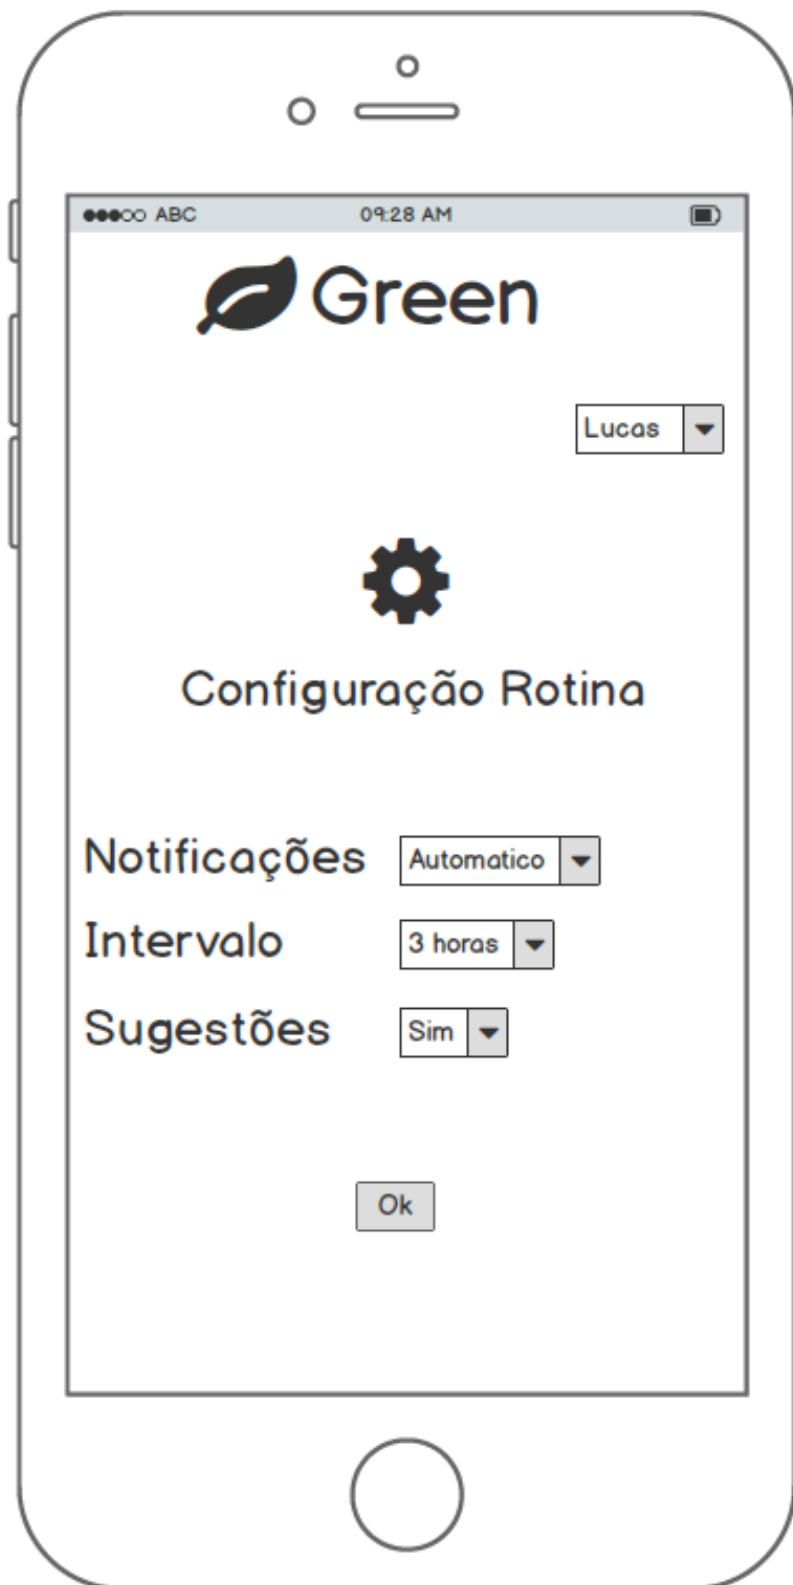 ABC 09:28 AM
Green
Lucas
Configuração Rotina
Notificações Automatico
Intervalo 3 horas
Sugestões Sim
Ok